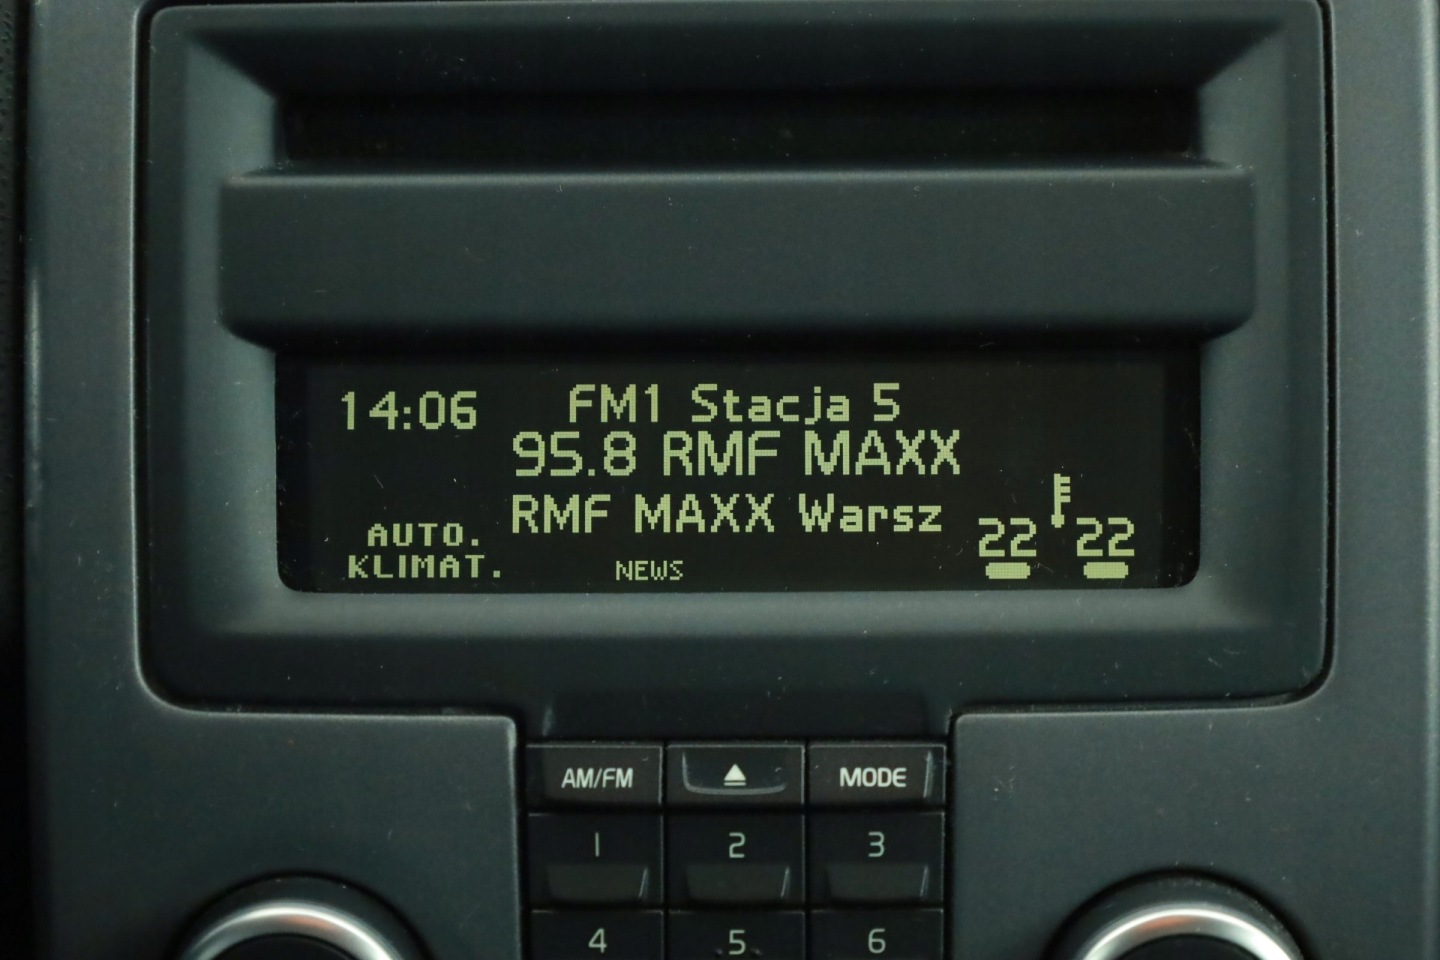 14:06 FM1 Stacja 5
95.8 RMF MAXX
RMF MAXX Warsz
AUTO.
KLIMAT.
NEWS
22 22
AM/FM MODE
1 2 3
4 5 6